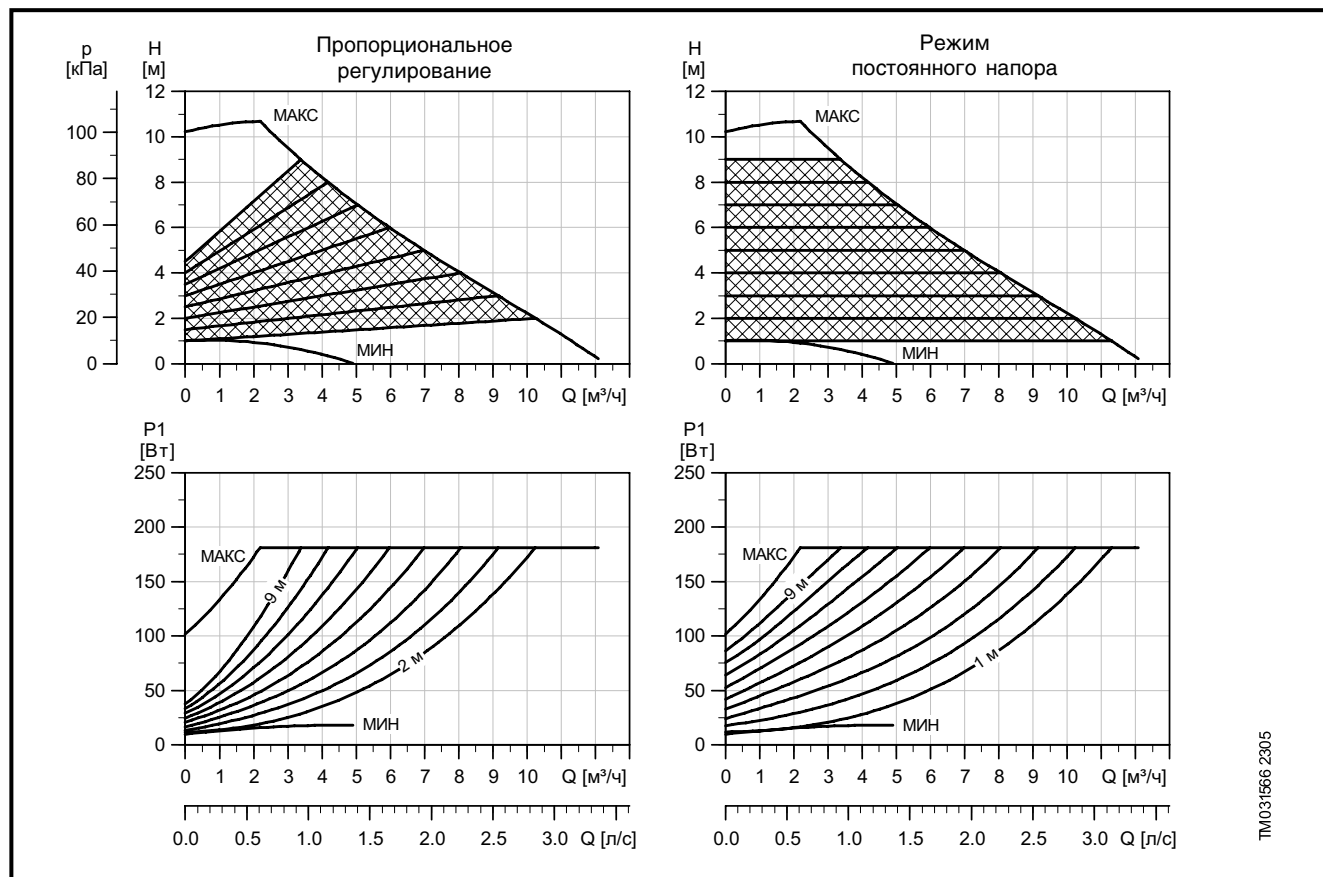 p
[кПа]
H
[м]
Пропорциональное
регулирование
12
10
8
6
4
2
0
100
80
60
40
20
0
МАКС
МИН
0 1 2 3 4 5 6 7 8 9 10 Q [м³/ч]
H
[м]
Режим
постоянного напора
12
10
8
6
4
2
0
МАКС
МИН
0 1 2 3 4 5 6 7 8 9 10 Q [м³/ч]
P1
[Вт]
250
200
150
100
50
0
МАКС
9 м
2 м
МИН
0 1 2 3 4 5 6 7 8 9 10 Q [м³/ч]
0.0 0.5 1.0 1.5 2.0 2.5 3.0 Q [л/с]
P1
[Вт]
250
200
150
100
50
0
МАКС
9 м
1 м
МИН
0 1 2 3 4 5 6 7 8 9 10 Q [м³/ч]
0.0 0.5 1.0 1.5 2.0 2.5 3.0 Q [л/с]
TM03 1566 2305